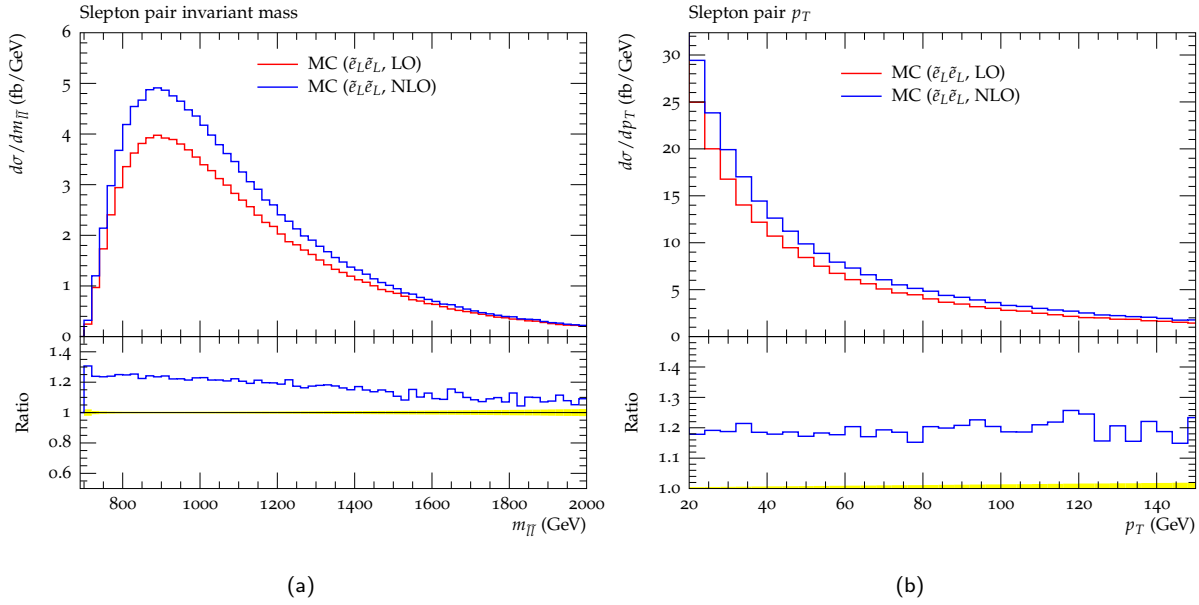 Slepton pair invariant mass
dσ/dm_{l̃l̃} (fb/GeV)
6
5
4
3
2
1
0
MC (ẽ_L ẽ_L, LO)
MC (ẽ_L ẽ_L, NLO)
Ratio
1.4
1.2
1
0.8
0.6
800 1000 1200 1400 1600 1800 2000
m_{l̃l̃} (GeV)
(a)
Slepton pair p_T
dσ/dp_T (fb/GeV)
30
25
20
15
10
5
0
MC (ẽ_L ẽ_L, LO)
MC (ẽ_L ẽ_L, NLO)
Ratio
1.4
1.3
1.2
1.1
1.0
20 40 60 80 100 120 140
p_T (GeV)
(b)